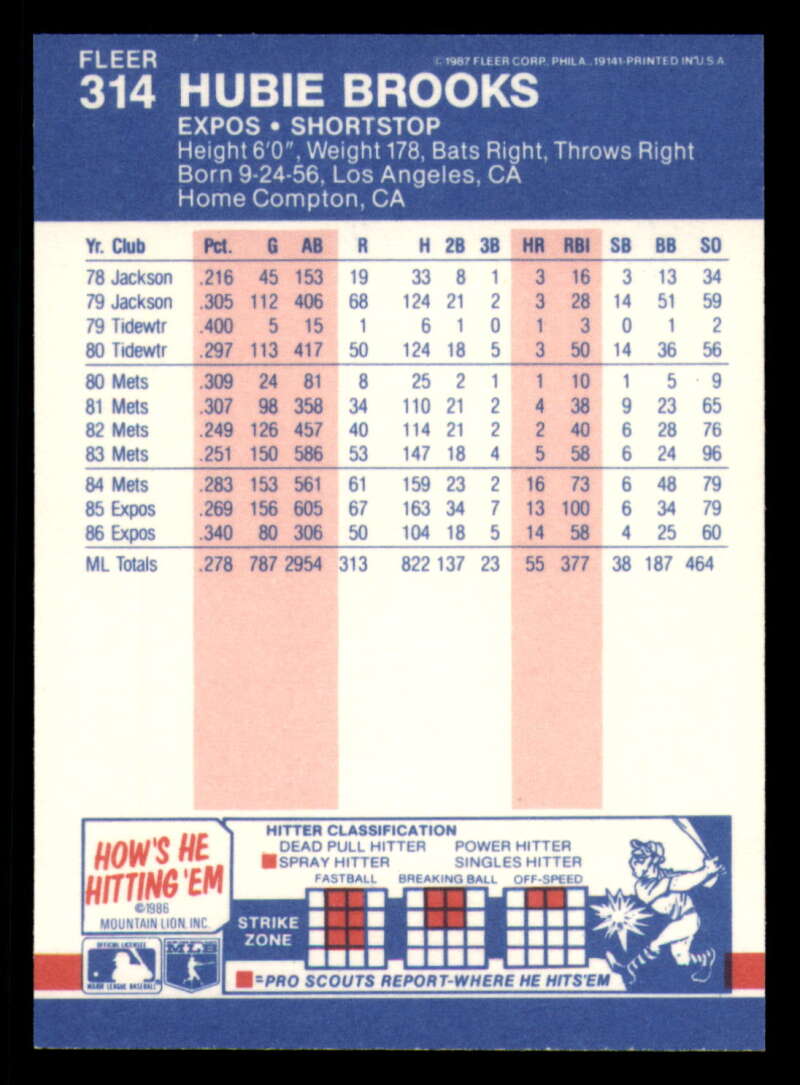 FLEER
© 1987 FLEER CORP. PHILA., 19141-PRINTED IN U.S.A.
314 HUBIE BROOKS
EXPOS • SHORTSTOP
Height 6'0", Weight 178, Bats Right, Throws Right
Born 9-24-56, Los Angeles, CA
Home Compton, CA
Yr. Club Pct. G AB R H 2B 3B HR RBI SB BB SO
78 Jackson .216 45 153 19 33 8 1 3 16 3 13 34
79 Jackson .305 112 406 68 124 21 2 3 28 14 51 59
79 Tidewtr .400 5 15 1 6 1 0 1 3 0 1 2
80 Tidewtr .297 113 417 50 124 18 5 3 50 14 36 56
80 Mets .309 24 81 8 25 2 1 1 10 1 5 9
81 Mets .307 98 358 34 110 21 2 4 38 9 23 65
82 Mets .249 126 457 40 114 21 2 2 40 6 28 76
83 Mets .251 150 586 53 147 18 4 5 58 6 24 96
84 Mets .283 153 561 61 159 23 2 16 73 6 48 79
85 Expos .269 156 605 67 163 34 7 13 100 6 34 79
86 Expos .340 80 306 50 104 18 5 14 58 4 25 60
ML Totals .278 787 2954 313 822 137 23 55 377 38 187 464
HOW'S HE
HITTING 'EM
©1986
MOUNTAIN LION, INC.
HITTER CLASSIFICATION
DEAD PULL HITTER POWER HITTER
SPRAY HITTER SINGLES HITTER
FASTBALL BREAKING BALL OFF-SPEED
STRIKE
ZONE
=PRO SCOUTS REPORT-WHERE HE HITS'EM
OFFICIAL LICENSEE
MAJOR LEAGUE BASEBALL
MLB